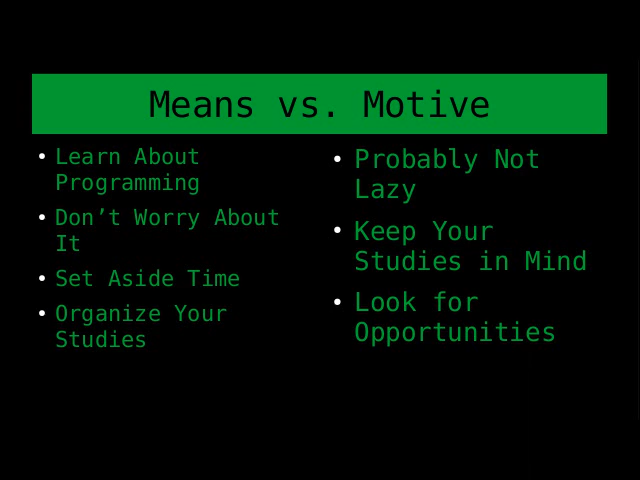 Means vs. Motive
• Learn About
Programming
• Don’t Worry About
It
• Set Aside Time
• Organize Your
Studies
• Probably Not
Lazy
• Keep Your
Studies in Mind
• Look for
Opportunities